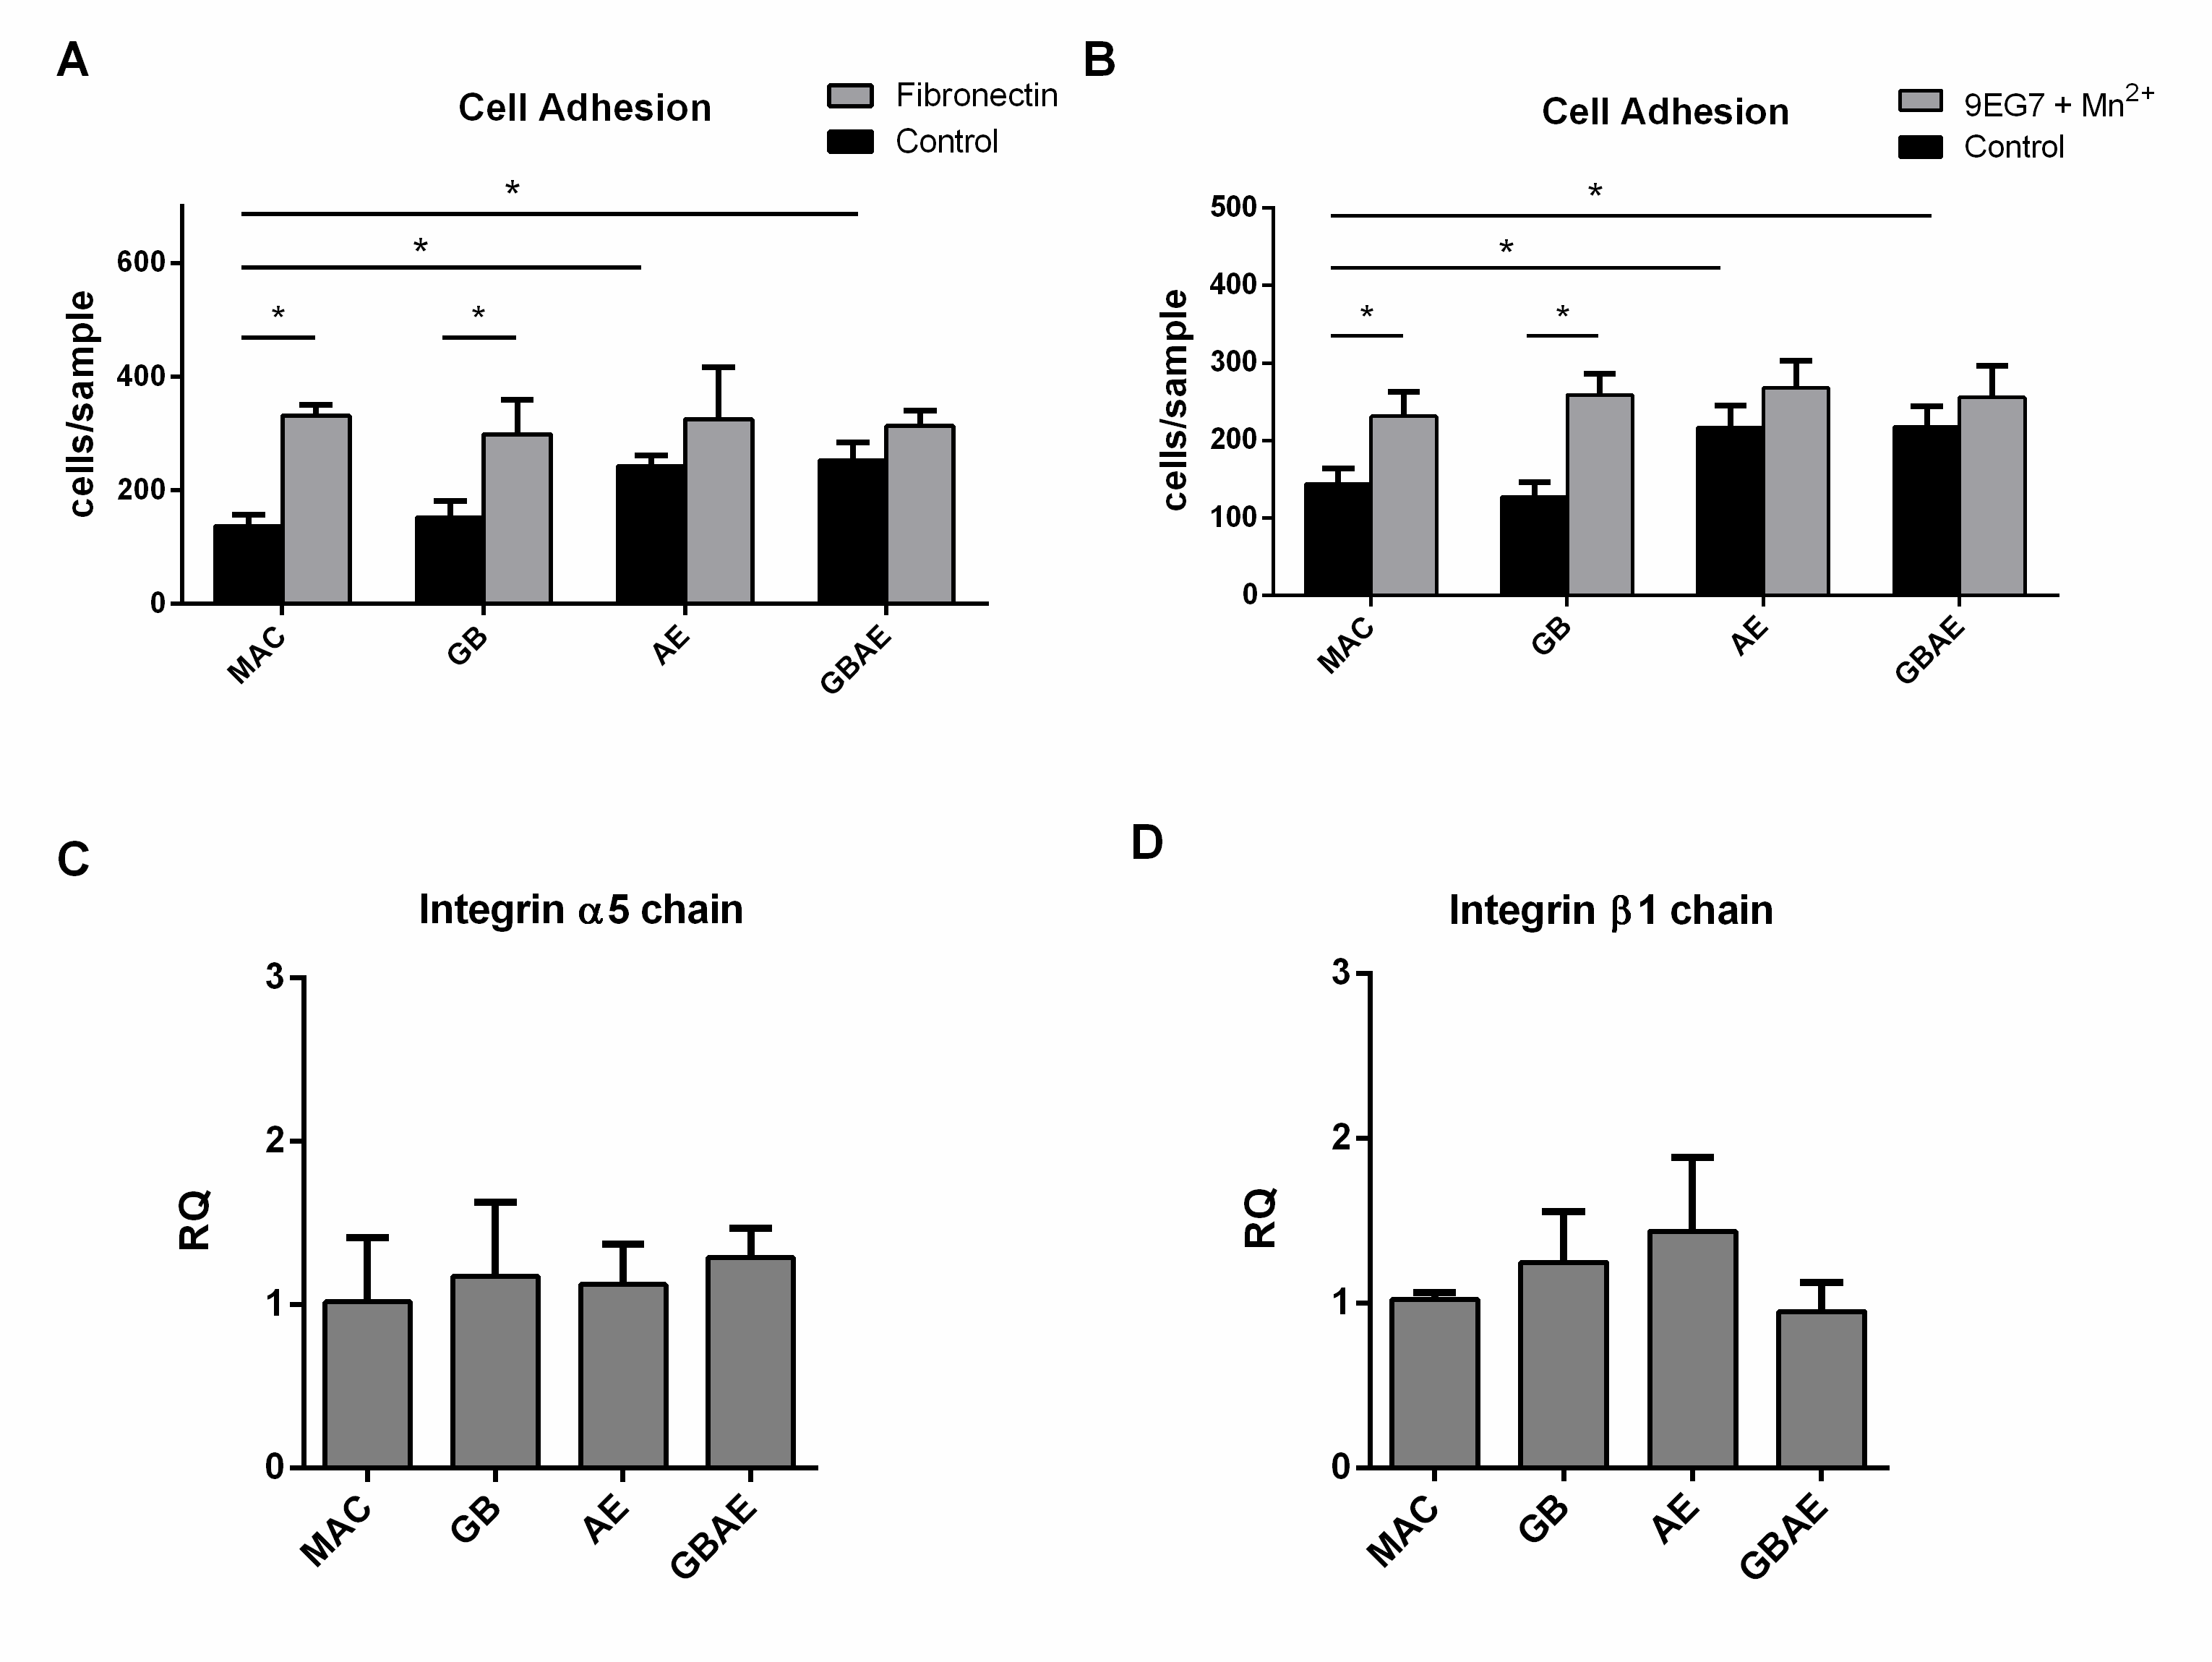 A
Cell Adhesion
Fibronectin
Control
*
*
*
*
600
400
200
0
cells/sample
MAC
GB
AE
GBAE
B
Cell Adhesion
9EG7 + Mn2+
Control
*
*
*
*
500
400
300
200
100
0
cells/sample
MAC
GB
AE
GBAE
C
Integrin α5 chain
3
2
1
0
RQ
MAC
GB
AE
GBAE
D
Integrin β1 chain
3
2
1
0
RQ
MAC
GB
AE
GBAE